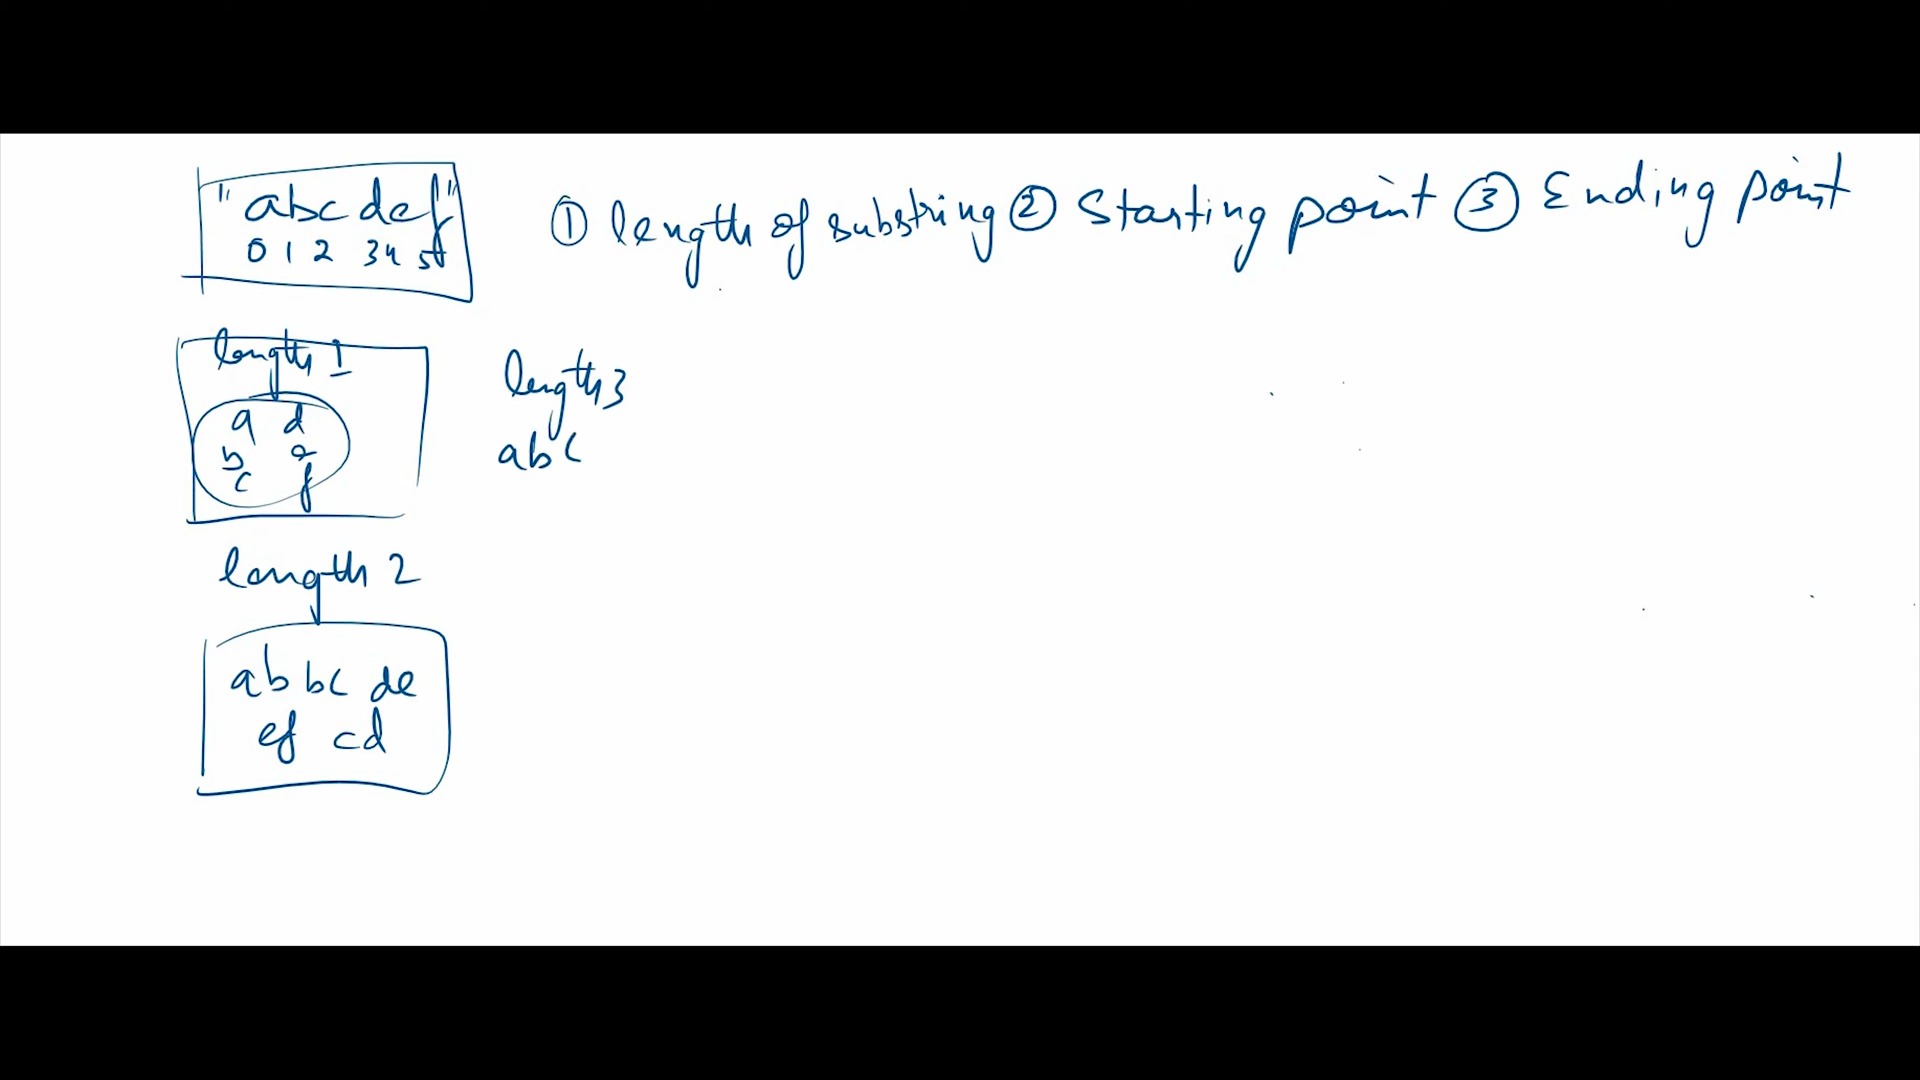 "abcdef"
0 1 2 3 4 5
① length of substring ② Starting point ③ Ending point
length 1
a d
b e
c f
length 2
ab bc de
ef cd
length 3
abc